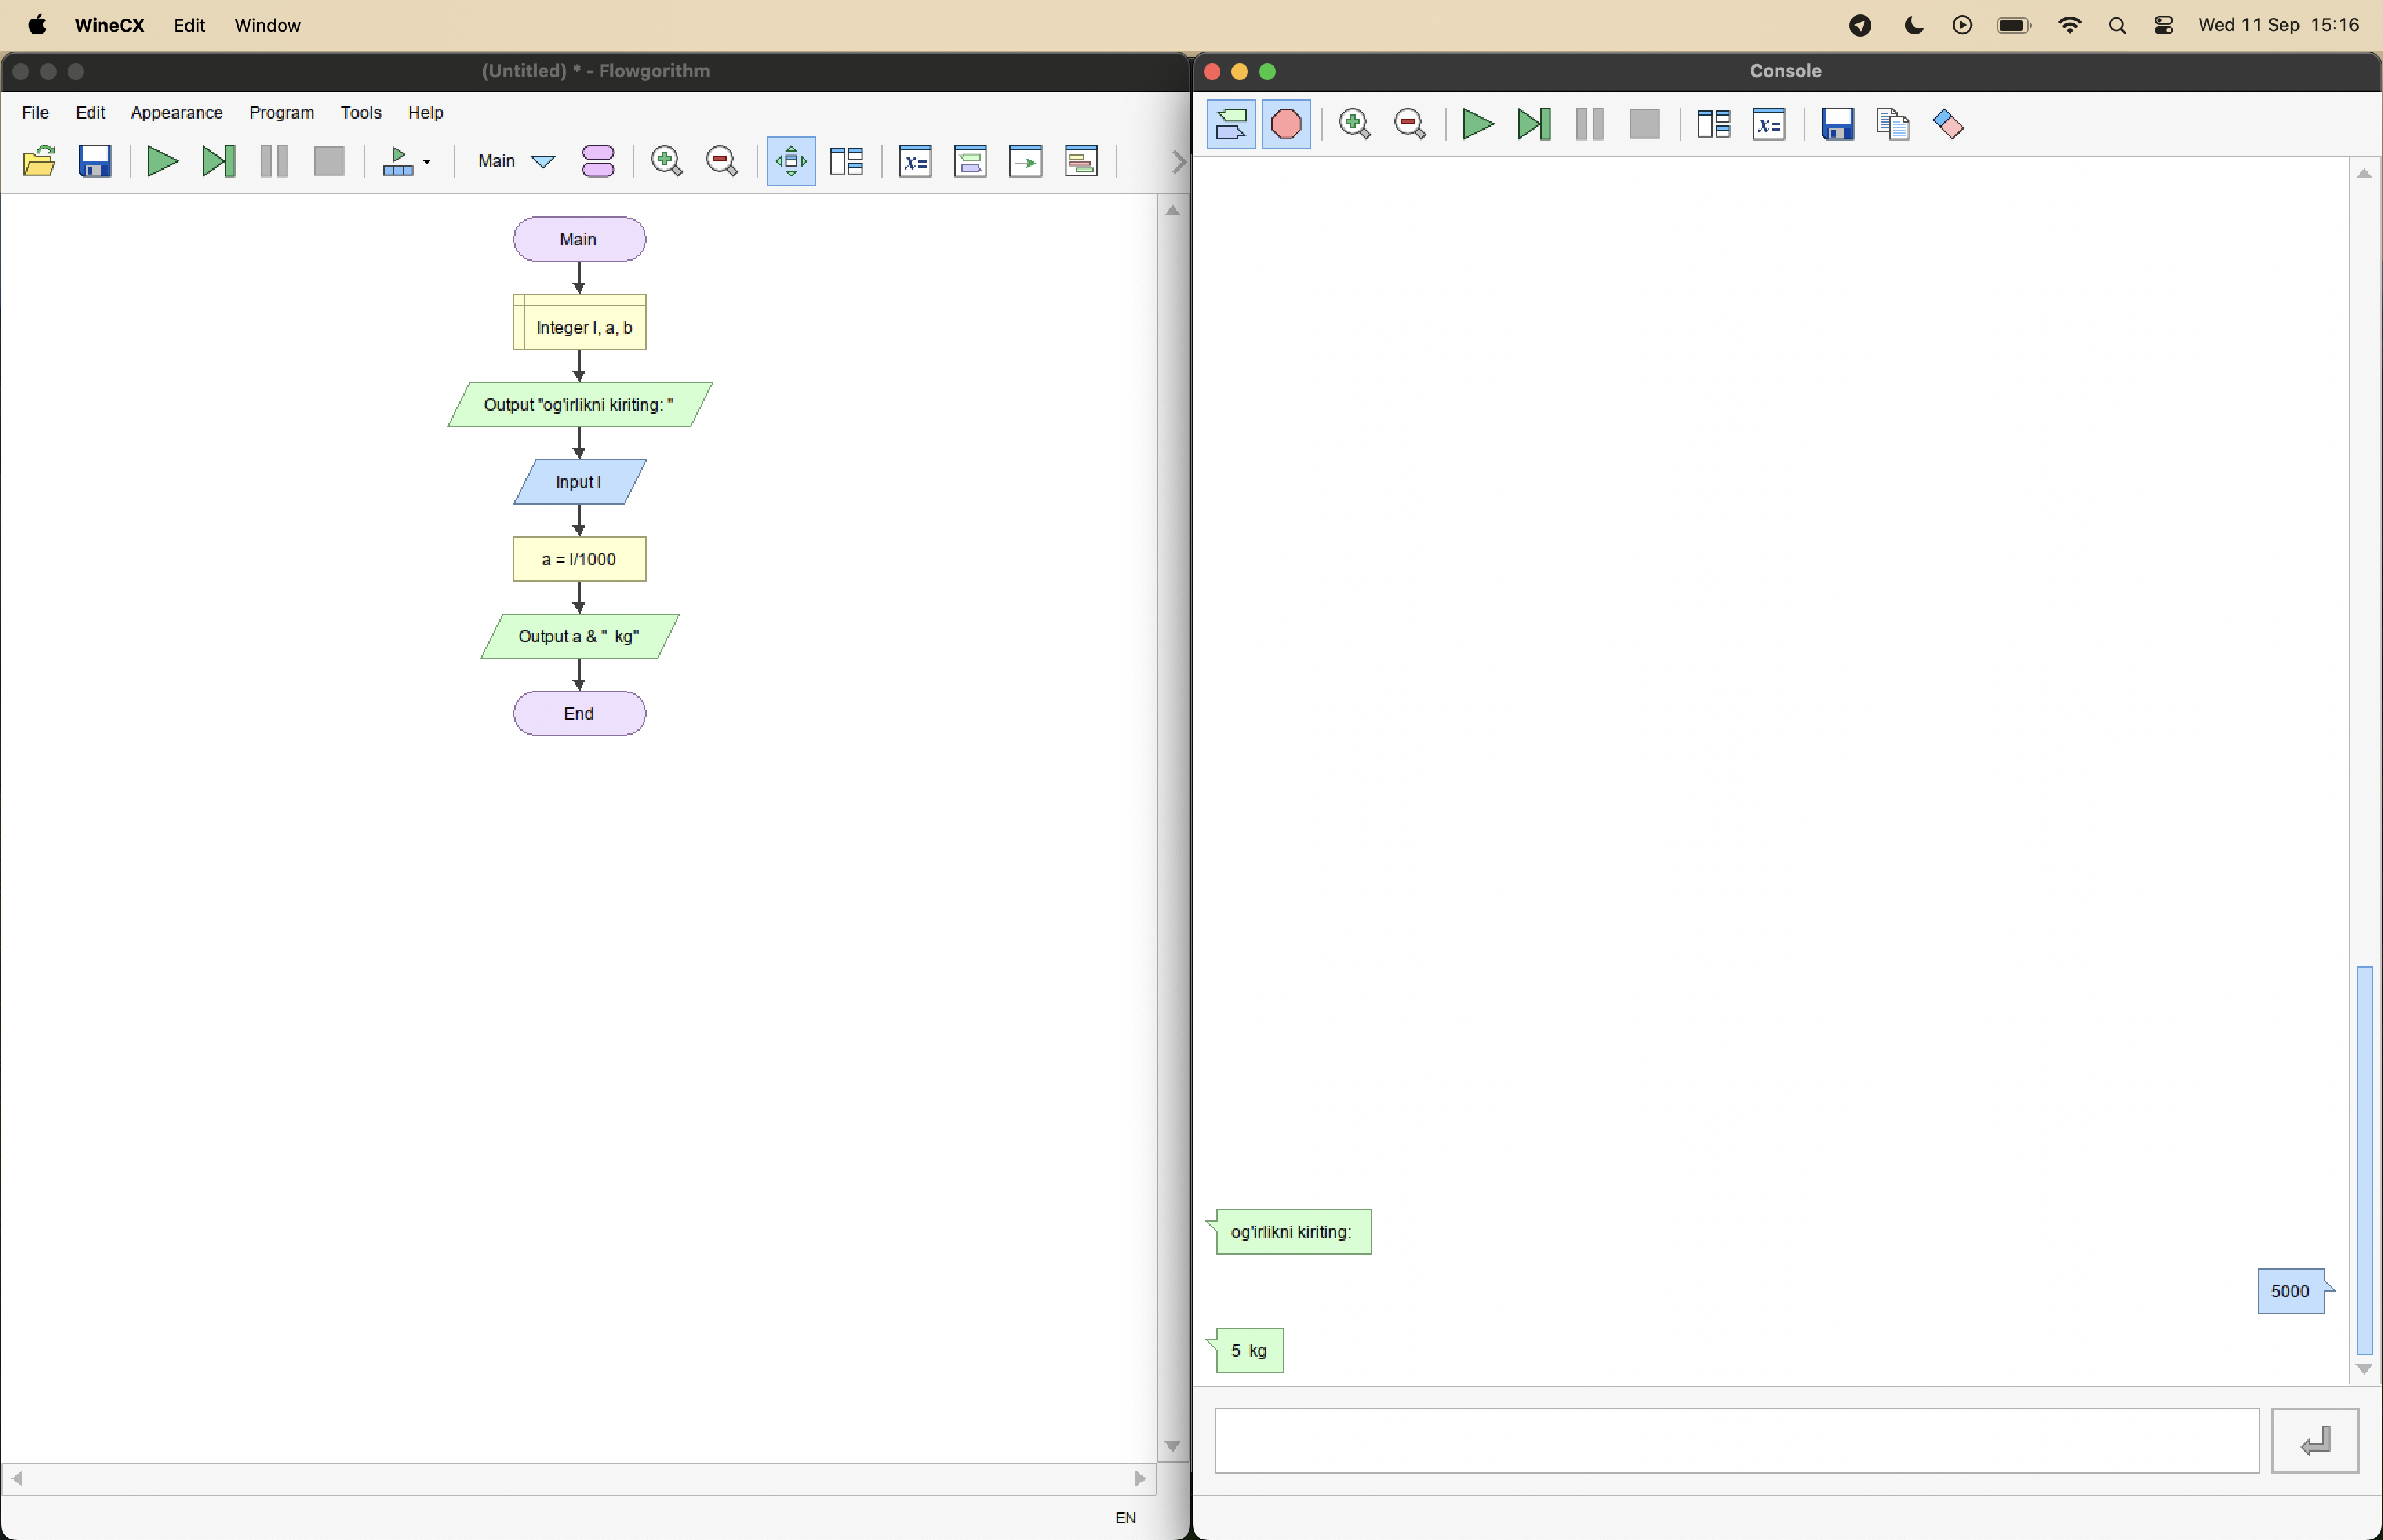 WineCX Edit Window
Wed 11 Sep 15:16
(Untitled) * - Flowgorithm
File Edit Appearance Program Tools Help
Main
x=
Main
Integer l, a, b
Output "og'irlikni kiriting: "
Input l
a = l/1000
Output a & "  kg"
End
EN
Console
x=
og'irlikni kiriting:
5000
5  kg